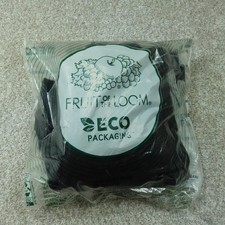 FRUIT OF THE LOOM®
ECO
PACKAGING